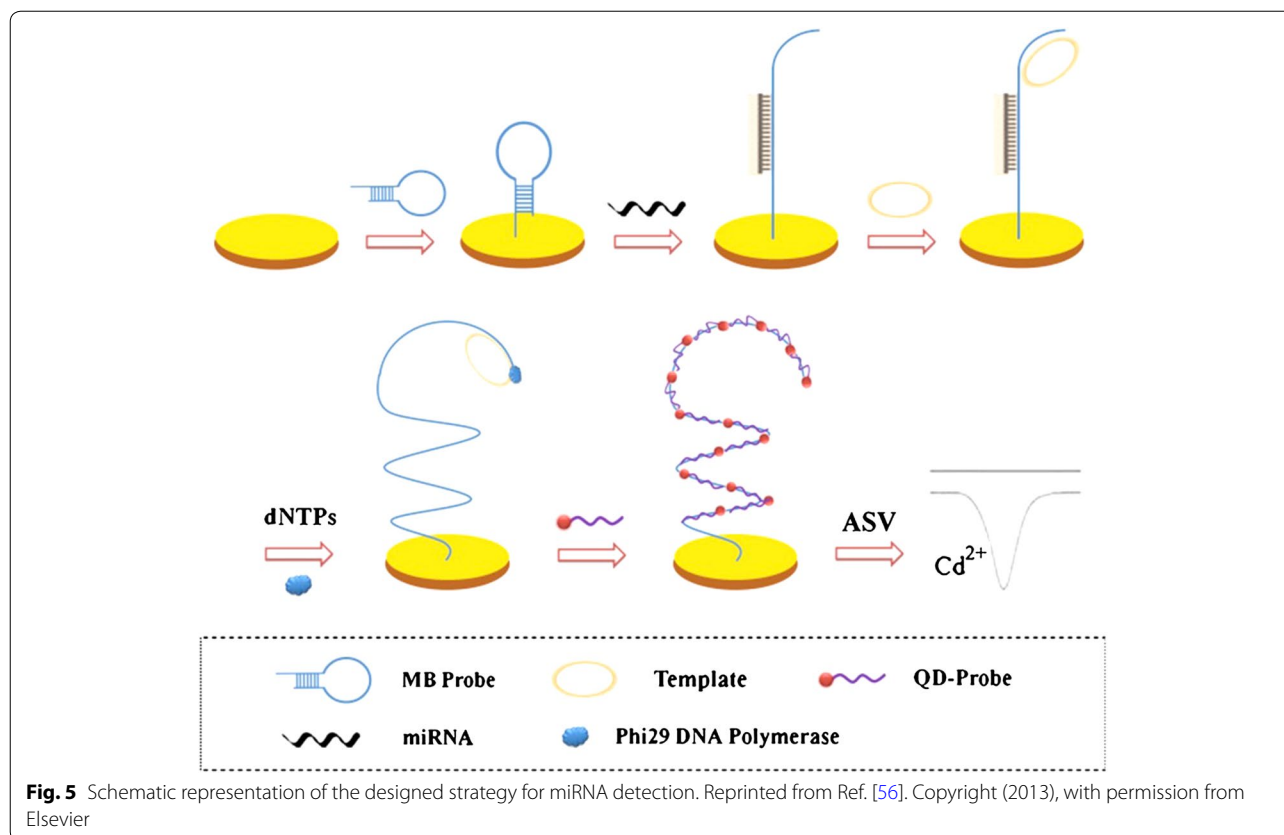 dNTPs
ASV
Cd²⁺
MB Probe
Template
QD-Probe
miRNA
Phi29 DNA Polymerase
Fig. 5 Schematic representation of the designed strategy for miRNA detection. Reprinted from Ref. [56]. Copyright (2013), with permission from
Elsevier